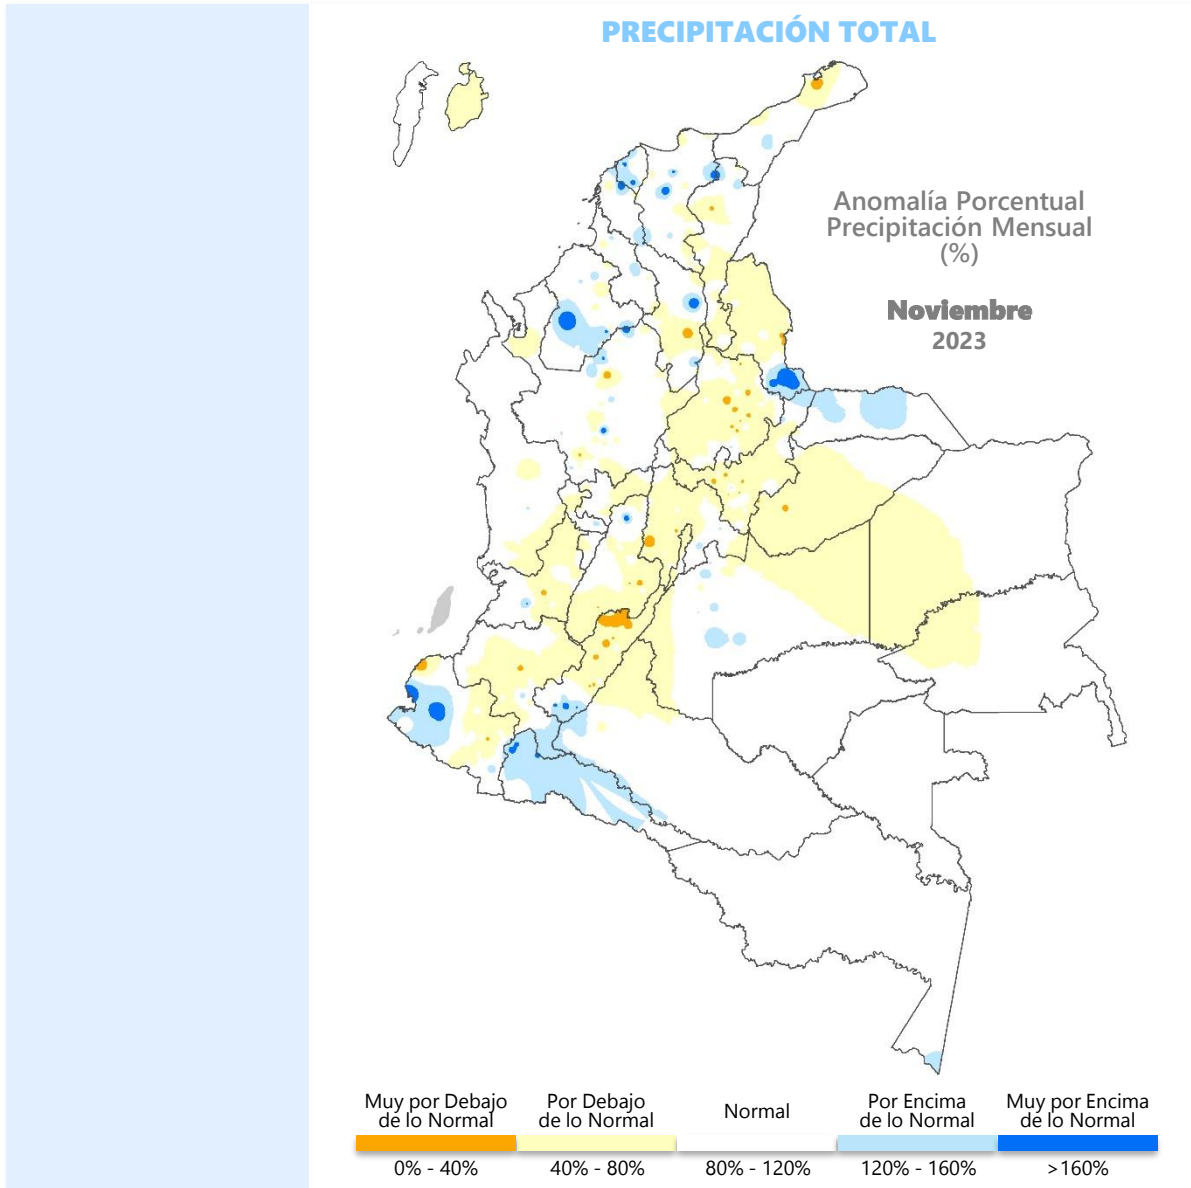 PRECIPITACIÓN TOTAL
Anomalía Porcentual
Precipitación Mensual
(%)
Noviembre
2023
Muy por Debajo
de lo Normal
Por Debajo
de lo Normal
Normal
Por Encima
de lo Normal
Muy por Encima
de lo Normal
0% - 40%
40% - 80%
80% - 120%
120% - 160%
>160%